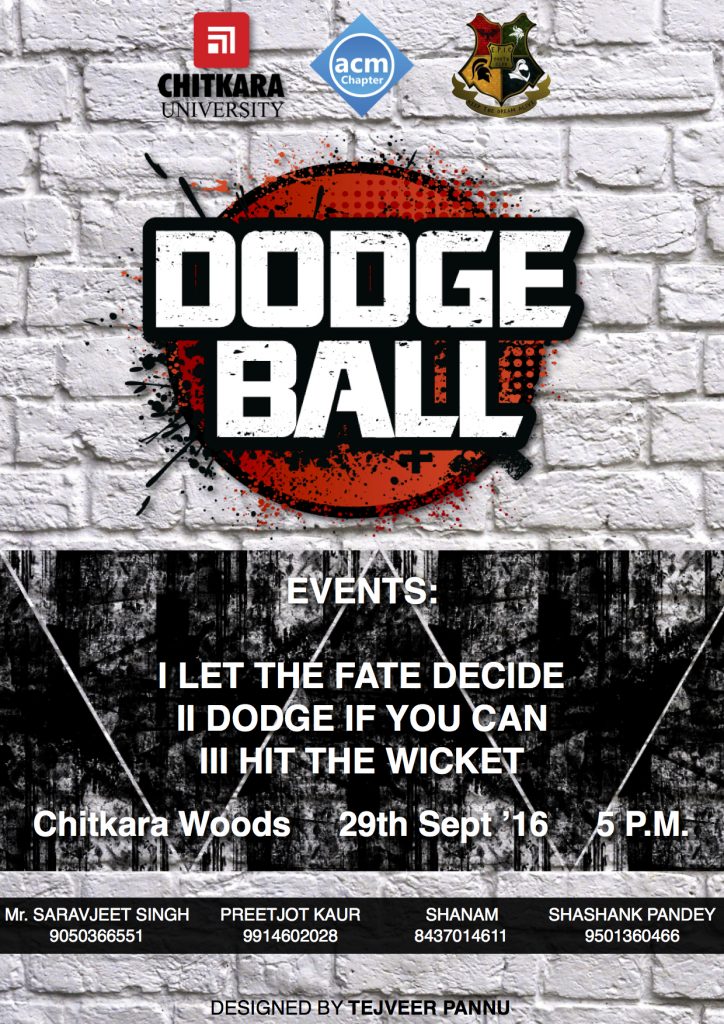 CHITKARA
UNIVERSITY
acm
Chapter
DODGE
BALL
EVENTS:
I LET THE FATE DECIDE
II DODGE IF YOU CAN
III HIT THE WICKET
Chitkara Woods 29th Sept ’16 5 P.M.
Mr. SARAVJEET SINGH PREETJOT KAUR SHANAM SHASHANK PANDEY
9050366551 9914602028 8437014611 9501360466
DESIGNED BY TEJVEER PANNU